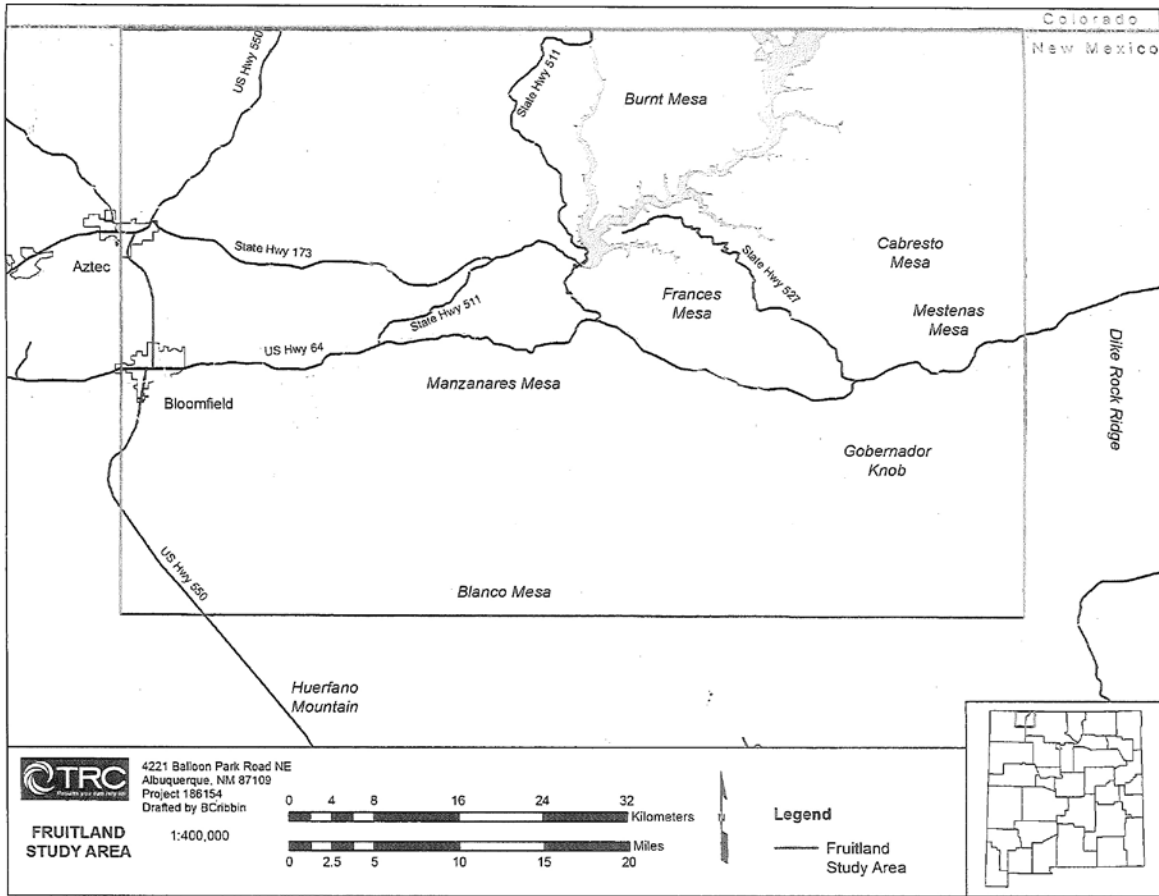 Colorado
New Mexico
US Hwy 550
State Hwy 511
Burnt Mesa
State Hwy 173
Aztec
Cabresto
Mesa
State Hwy 527
Frances
Mesa
State Hwy 511
Mestenas
Mesa
US Hwy 64
Dike Rock Ridge
Manzanares Mesa
Bloomfield
Gobernador
Knob
US Hwy 550
Blanco Mesa
Huerfano
Mountain
TRC
4221 Balloon Park Road NE
Albuquerque, NM 87109
Project 186154
Drafted by BCribbin
1:400,000
FRUITLAND
STUDY AREA
0 4 8 16 24 32
Kilometers
Miles
0 2.5 5 10 15 20
Legend
Fruitland
Study Area